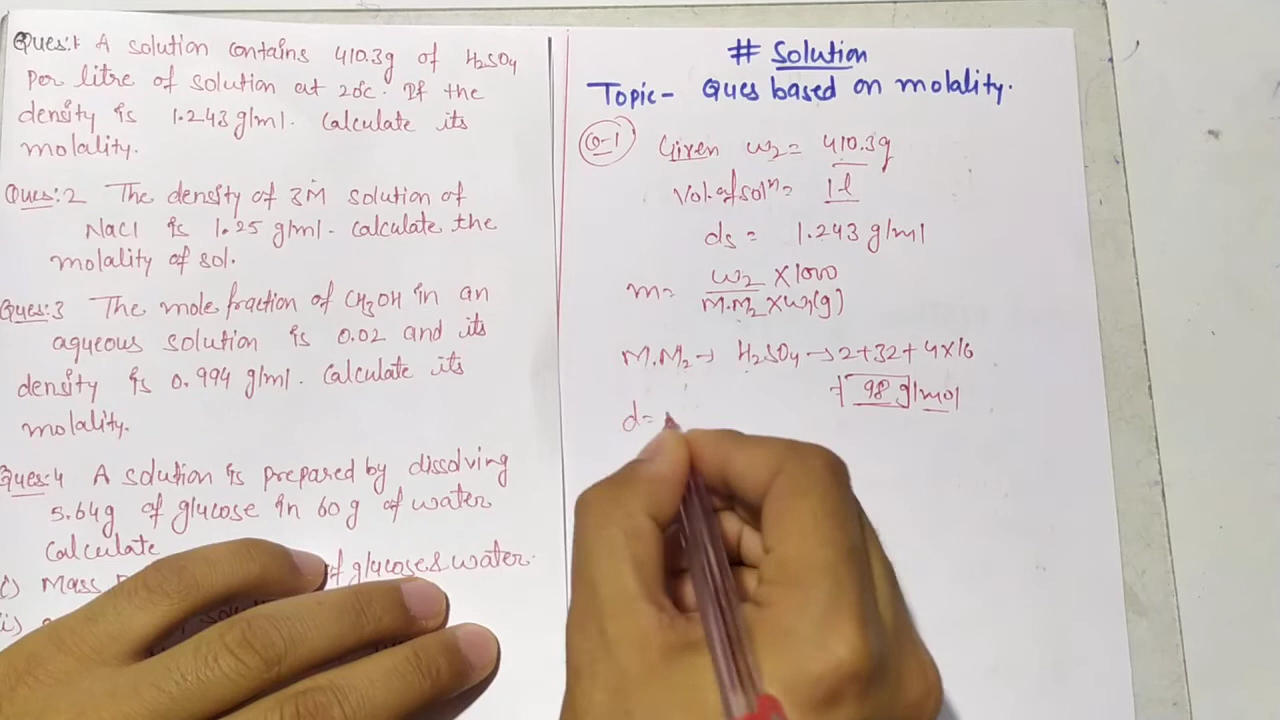 Ques:1 A solution contains 410.3g of H₂SO₄
per litre of solution at 20°c. If the
density is 1.243 g/ml. Calculate its
molality.
Ques:2 The density of 3M solution of
NaCl is 1.25 g/ml. Calculate the
molality of sol.
Ques:3 The mole fraction of CH₃OH in an
aqueous solution is 0.02 and its
density is 0.994 g/ml. Calculate its
molality.
Ques:4 A solution is prepared by dissolving
5.64g of glucose in 60g of water
Calculate
Mass of glucose & water.
# Solution
Topic- Ques based on molality.
Q-1 Given w₂ = 410.3g
Vol. of solⁿ = 1 l
ds = 1.243 g/ml
m = w₂ × 1000
M.M₂ × w₁(g)
M.M₂ → H₂SO₄ → 2+32+4×16
= 98 g/mol
d =